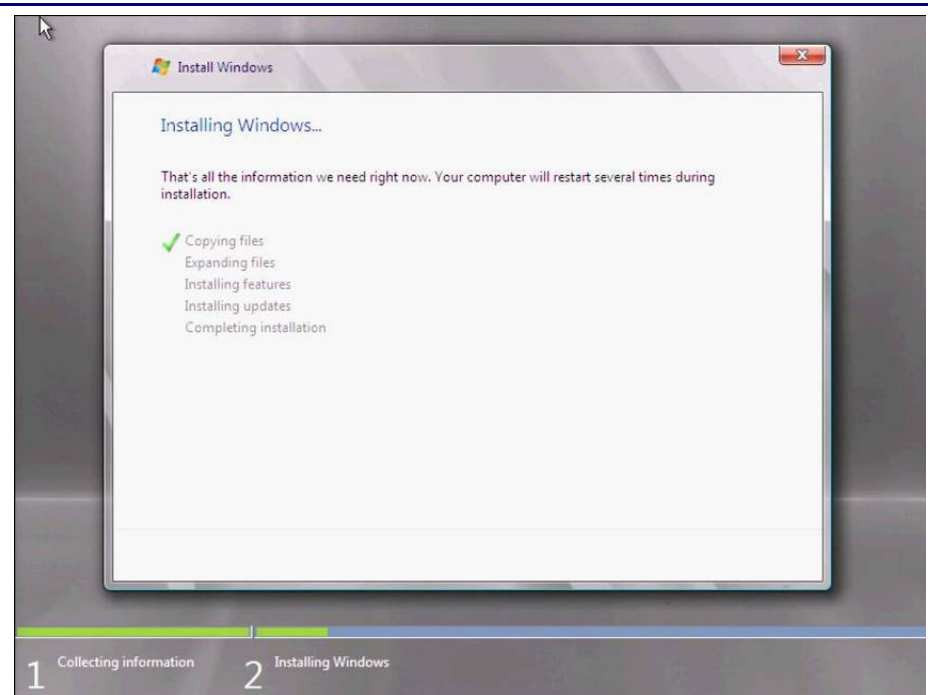 Install Windows
Installing Windows...
That's all the information we need right now. Your computer will restart several times during
installation.
Copying files
Expanding files
Installing features
Installing updates
Completing installation
1 Collecting information 2 Installing Windows